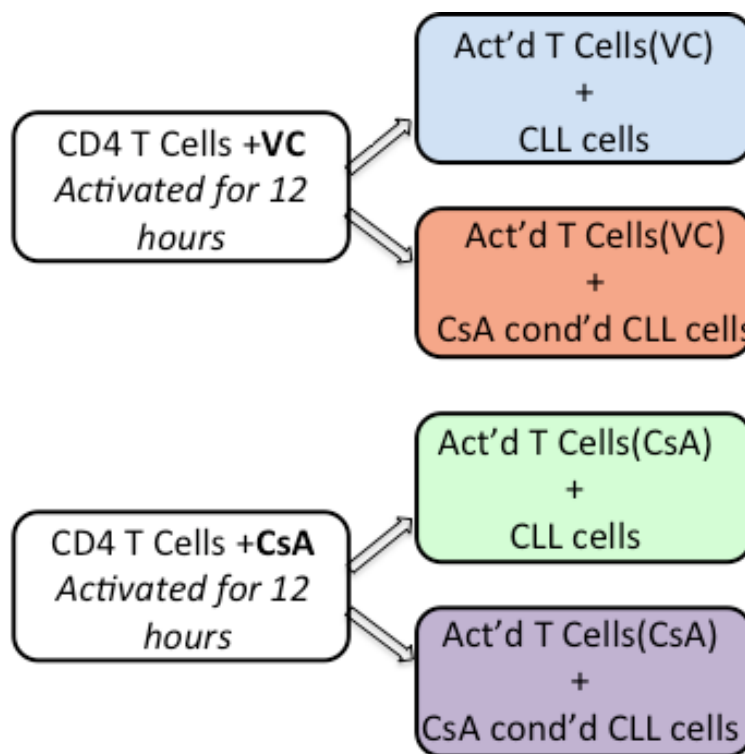 CD4 T Cells +VC
Activated for 12
hours
Act'd T Cells(VC)
+
CLL cells
Act'd T Cells(VC)
+
CsA cond'd CLL cells
CD4 T Cells +CsA
Activated for 12
hours
Act'd T Cells(CsA)
+
CLL cells
Act'd T Cells(CsA)
+
CsA cond'd CLL cells